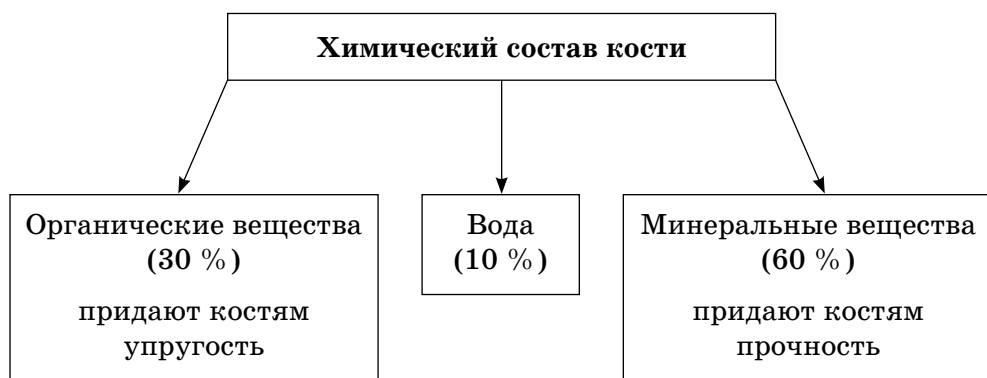 Химический состав кости
Органические вещества
(30 %)
придают костям
упругость
Вода
(10 %)
Минеральные вещества
(60 %)
придают костям
прочность